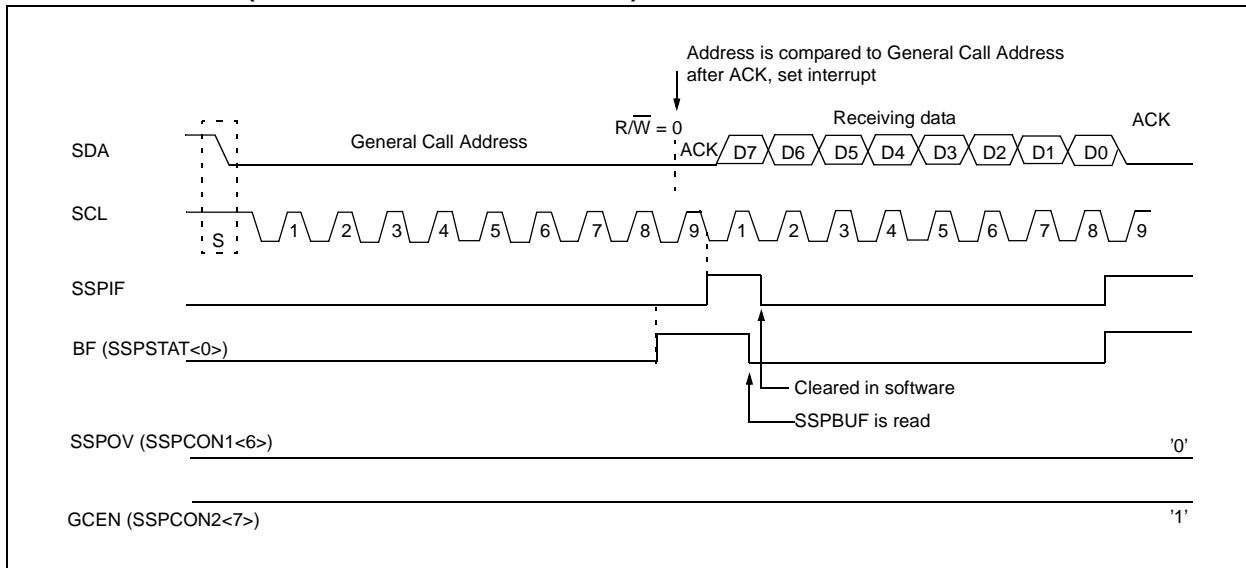 Address is compared to General Call Address
after ACK, set interrupt
R/W̅ = 0
Receiving data
ACK
SDA
General Call Address
ACK
D7 D6 D5 D4 D3 D2 D1 D0
SCL
S
1 2 3 4 5 6 7 8 9 1 2 3 4 5 6 7 8 9
SSPIF
BF (SSPSTAT<0>)
Cleared in software
SSPBUF is read
SSPOV (SSPCON1<6>)
'0'
GCEN (SSPCON2<7>)
'1'